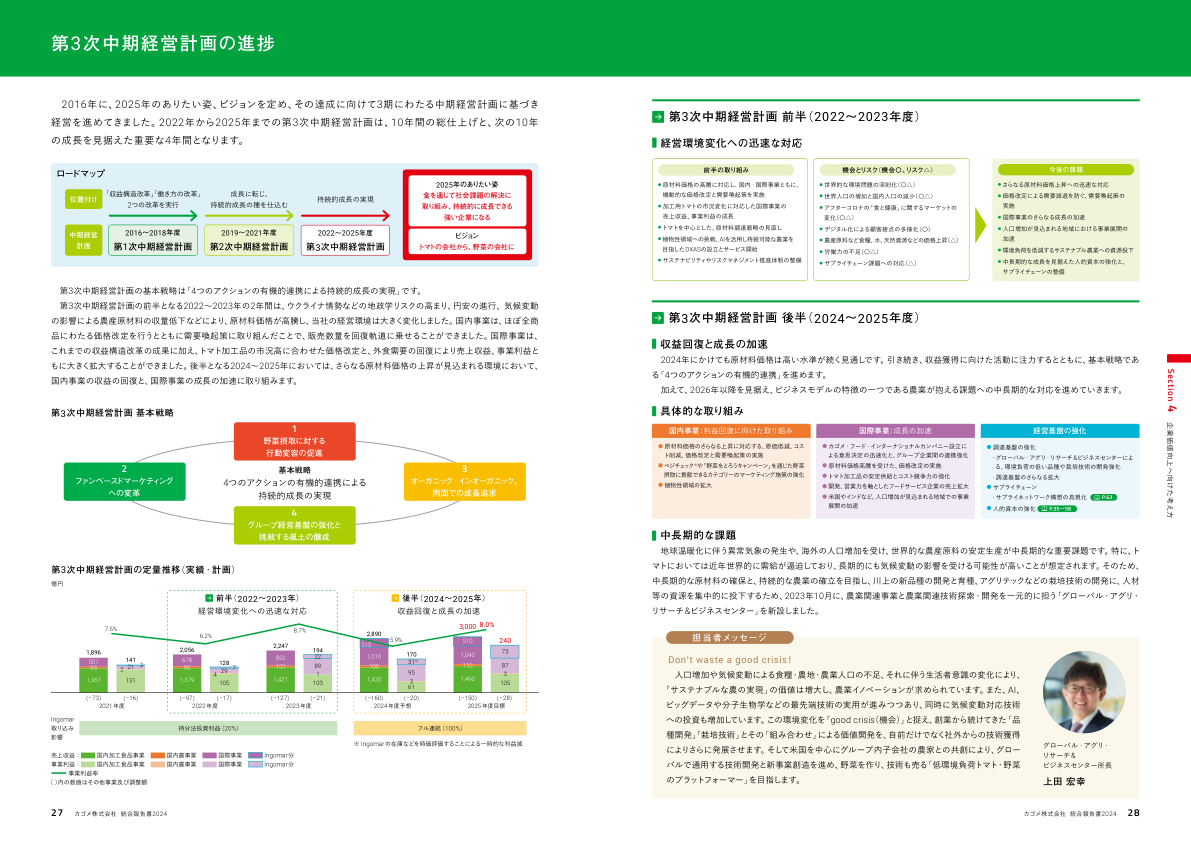 第3次中期経営計画の進捗
2016年に、2025年のありたい姿、ビジョンを定め、その達成に向けて3期にわたる中期経営計画に基づき
経営を進めてきました。2022年から2025年までの第3次中期経営計画は、10年間の総仕上げと、次の10年
の成長を見据えた重要な4年間となります。
ロードマップ
位置付け
「収益構造改革」「働き方の改革」
2つの改革を実行
成長に転じ、
持続的成長の種を仕込む
持続的成長の実現
中期経営
計画
2016〜2018年度
第1次中期経営計画
2019〜2021年度
第2次中期経営計画
2022〜2025年度
第3次中期経営計画
2025年のありたい姿
食を通じて社会課題の解決に
取り組み、持続的に成長できる
強い企業になる
ビジョン
トマトの会社から、野菜の会社に
第3次中期経営計画の基本戦略は「4つのアクションの有機的連携による持続的成長の実現」です。
第3次中期経営計画の前半となる2022〜2023年の2年間は、ウクライナ情勢などの地政学リスクの高まり、円安の進行、気候変動
の影響による農産原材料の収量低下などにより、原材料価格が高騰し、当社の経営環境は大きく変化しました。国内事業は、ほぼ全商
品にわたる価格改定を行うとともに需要喚起策に取り組んだことで、販売数量を回復軌道に乗せることができました。国際事業は、
これまでの収益構造改革の成果に加え、トマト加工品の市況高に合わせた価格改定と、外食需要の回復により売上収益、事業利益と
もに大きく拡大することができました。後半となる2024〜2025年においては、さらなる原材料価格の上昇が見込まれる環境において、
国内事業の収益の回復と、国際事業の成長の加速に取り組みます。
第3次中期経営計画 基本戦略
1
野菜摂取に対する
行動変容の促進
2
ファンベースドマーケティング
への変革
基本戦略
4つのアクションの有機的連携による
持続的成長の実現
3
オーガニック・インオーガニック、
両面での成長追求
4
グループ経営基盤の強化と
挑戦する風土の醸成
第3次中期経営計画の定量推移（実績・計画）
億円
前半（2022〜2023年）
経営環境変化への迅速な対応
後半（2024〜2025年）
収益回復と成長の加速
7.5%
6.2%
8.7%
5.9%
8.0%
1,896
507
95
1,367
141
3
21
2
131
2,056
678
95
1,379
128
7
29
4
105
2,247
852
101
1,421
194
22
89
1
103
2,890
515
1,010
105
1,420
170
31※
95
2
61
3,000
510
1,040
110
1,490
240
73
87
3
105
(−73) (−16)
2021年度
(−97) (−17)
2022年度
(−127) (−21)
2023年度
(−160) (−20)
2024年度予想
(−150) (−28)
2025年度目標
Ingomar
取り込み
影響
持分法投資利益（20%）
フル連結（100%）
※ Ingomarの在庫などを時価評価することによる一時的な利益減
売上収益： 国内加工食品事業 国内農事業 国際事業 Ingomar分
事業利益： 国内加工食品事業 国内農事業 国際事業 Ingomar分
事業利益率
( )内の数値はその他事業及び調整額
27 カゴメ株式会社 統合報告書2024
第3次中期経営計画 前半（2022〜2023年度）
経営環境変化への迅速な対応
前半の取り組み
● 原材料価格の高騰に対応し、国内・国際事業ともに、
機動的な価格改定と需要喚起策を実施
● 加工用トマトの市況変化に対応した国際事業の
売上収益、事業利益の成長
● トマトを中心とした、原材料調達戦略の見直し
● 植物性領域への挑戦、AIを活用し持続可能な農業を
目指したDXASの設立とサービス開始
● サステナビリティやリスクマネジメント推進体制の整備
機会とリスク（機会〇、リスク△）
● 世界的な環境問題の深刻化（〇△）
● 世界人口の増加と国内人口の減少（〇△）
● アフターコロナの「食と健康」に関するマーケットの
変化（〇△）
● デジタル化による顧客接点の多様化（〇）
● 農産原料など食糧、水、天然資源などの価格上昇（△）
● 労働力の不足（〇△）
● サプライチェーン課題への対応（△）
今後の課題
● さらなる原材料価格上昇への迅速な対応
● 価格改定による需要減退を防ぐ、需要喚起策の
実施
● 国際事業のさらなる成長の加速
● 人口増加が見込まれる地域における事業展開の
加速
● 環境負荷を低減するサステナブル農業への資源投下
● 中長期的な成長を見据えた人的資本の強化と、
サプライチェーンの整備
第3次中期経営計画 後半（2024〜2025年度）
収益回復と成長の加速
2024年にかけても原材料価格は高い水準が続く見通しです。引き続き、収益獲得に向けた活動に注力するとともに、基本戦略であ
る「4つのアクションの有機的連携」を進めます。
加えて、2026年以降を見据え、ビジネスモデルの特徴の一つである農業が抱える課題への中長期的な対応を進めていきます。
具体的な取り組み
国内事業：利益回復に向けた取り組み
● 原材料価格のさらなる上昇に対応する、原価低減、コス
ト削減、価格改定と需要喚起策の実施
● ベジチェック®や「野菜をとろうキャンペーン」を通じた野菜
摂取に貢献できるカテゴリーのマーケティング施策の強化
● 植物性領域の拡大
国際事業：成長の加速
● カゴメ・フード・インターナショナルカンパニー設立に
よる意思決定の迅速化と、グループ企業間の連携強化
● 原材料価格高騰を受けた、価格改定の実施
● トマト加工品の安定供給とコスト競争力の強化
● 開発、営業力を軸としたフードサービス企業の売上拡大
● 米国やインドなど、人口増加が見込まれる地域での事業
展開の加速
経営基盤の強化
● 調達基盤の強化
・グローバル・アグリ・リサーチ&ビジネスセンターによ
る、環境負荷の低い品種や栽培技術の開発強化
・調達基盤のさらなる拡大
● サプライチェーン
・サプライネットワーク構想の具現化 P.63
● 人的資本の強化 P.55〜58
中長期的な課題
地球温暖化に伴う異常気象の発生や、海外の人口増加を受け、世界的な農産原料の安定生産が中長期的な重要課題です。特に、ト
マトにおいては近年世界的に需給が逼迫しており、長期的にも気候変動の影響を受ける可能性が高いことが想定されます。そのため、
中長期的な原材料の確保と、持続的な農業の確立を目指し、川上の新品種の開発と育種、アグリテックなどの栽培技術の開発に、人材
等の資源を集中的に投下するため、2023年10月に、農業関連事業と農業関連技術探索・開発を一元的に担う「グローバル・アグリ・
リサーチ&ビジネスセンター」を新設しました。
担当者メッセージ
Don't waste a good crisis!
人口増加や気候変動による食糧・農地・農業人口の不足、それに伴う生活者意識の変化により、
「サステナブルな農の実現」の価値は増大し、農業イノベーションが求められています。また、AI、
ビッグデータや分子生物学などの最先端技術の実用が進みつつあり、同時に気候変動対応技術
への投資も増加しています。この環境変化を「good crisis（機会）」と捉え、創業から続けてきた「品
種開発」「栽培技術」とその「組み合わせ」による価値開発を、自前だけでなく社外からの技術獲得
によりさらに発展させます。そして米国を中心にグループ内子会社の農家との共創により、グロー
バルで通用する技術開発と新事業創造を進め、野菜を作り、技術も売る「低環境負荷トマト・野菜
のプラットフォーマー」を目指します。
グローバル・アグリ・
リサーチ&
ビジネスセンター所長
上田 宏幸
Section 4
企業価値向上へ向けた考え方
カゴメ株式会社 統合報告書2024 28